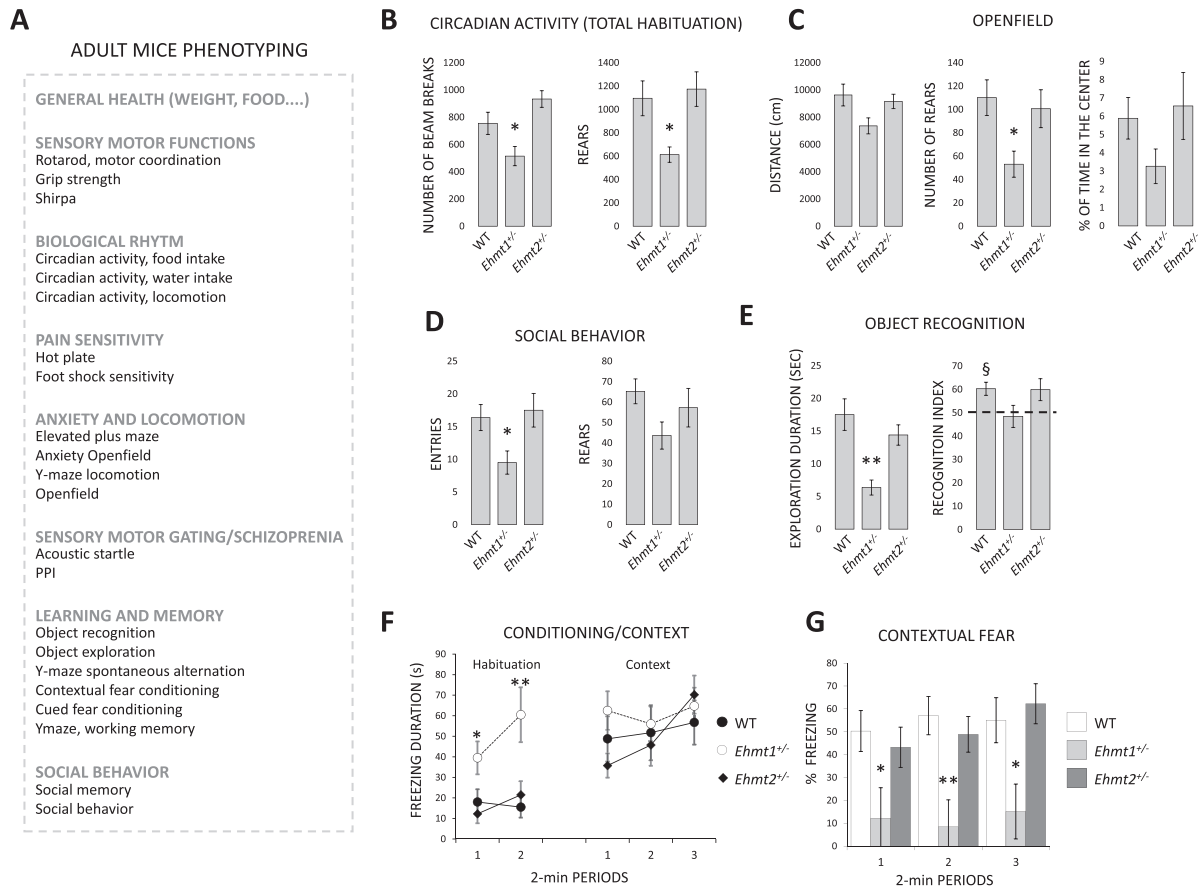 A
ADULT MICE PHENOTYPING
GENERAL HEALTH (WEIGHT, FOOD....)
SENSORY MOTOR FUNCTIONS
Rotarod, motor coordination
Grip strength
Shirpa
BIOLOGICAL RHYTM
Circadian activity, food intake
Circadian activity, water intake
Circadian activity, locomotion
PAIN SENSITIVITY
Hot plate
Foot shock sensitivity
ANXIETY AND LOCOMOTION
Elevated plus maze
Anxiety Openfield
Y-maze locomotion
Openfield
SENSORY MOTOR GATING/SCHIZOPRENIA
Acoustic startle
PPI
LEARNING AND MEMORY
Object recognition
Object exploration
Y-maze spontaneous alternation
Contextual fear conditioning
Cued fear conditioning
Ymaze, working memory
SOCIAL BEHAVIOR
Social memory
Social behavior
B
CIRCADIAN ACTIVITY (TOTAL HABITUATION)
NUMBER OF BEAM BREAKS
1200
1000
800
600
400
200
0
*
WT
Ehmt1+/-
Ehmt2+/-
REARS
1400
1200
1000
800
600
400
200
0
*
WT
Ehmt1+/-
Ehmt2+/-
C
OPENFIELD
DISTANCE (cm)
12000
10000
8000
6000
4000
2000
0
WT
Ehmt1+/-
Ehmt2+/-
NUMBER OF REARS
140
120
100
80
60
40
20
0
*
WT
Ehmt1+/-
Ehmt2+/-
% OF TIME IN THE CENTER
9
8
7
6
5
4
3
2
1
0
WT
Ehmt1+/-
Ehmt2+/-
D
SOCIAL BEHAVIOR
ENTRIES
25
20
15
10
5
0
*
WT
Ehmt1+/-
Ehmt2+/-
REARS
80
70
60
50
40
30
20
10
0
WT
Ehmt1+/-
Ehmt2+/-
E
OBJECT RECOGNITION
EXPLORATION DURATION (SEC)
25
20
15
10
5
0
**
WT
Ehmt1+/-
Ehmt2+/-
RECOGNITOIN INDEX
70
60
50
40
30
20
10
0
§
WT
Ehmt1+/-
Ehmt2+/-
F
CONDITIONING/CONTEXT
FREEZING DURATION (s)
90
80
70
60
50
40
30
20
10
0
Habituation
Context
*
**
1
2
1
2
3
2-min PERIODS
WT
Ehmt1+/-
Ehmt2+/-
G
CONTEXTUAL FEAR
% FREEZING
80
70
60
50
40
30
20
10
0
*
**
*
1
2
3
2-min PERIODS
WT
Ehmt1+/-
Ehmt2+/-